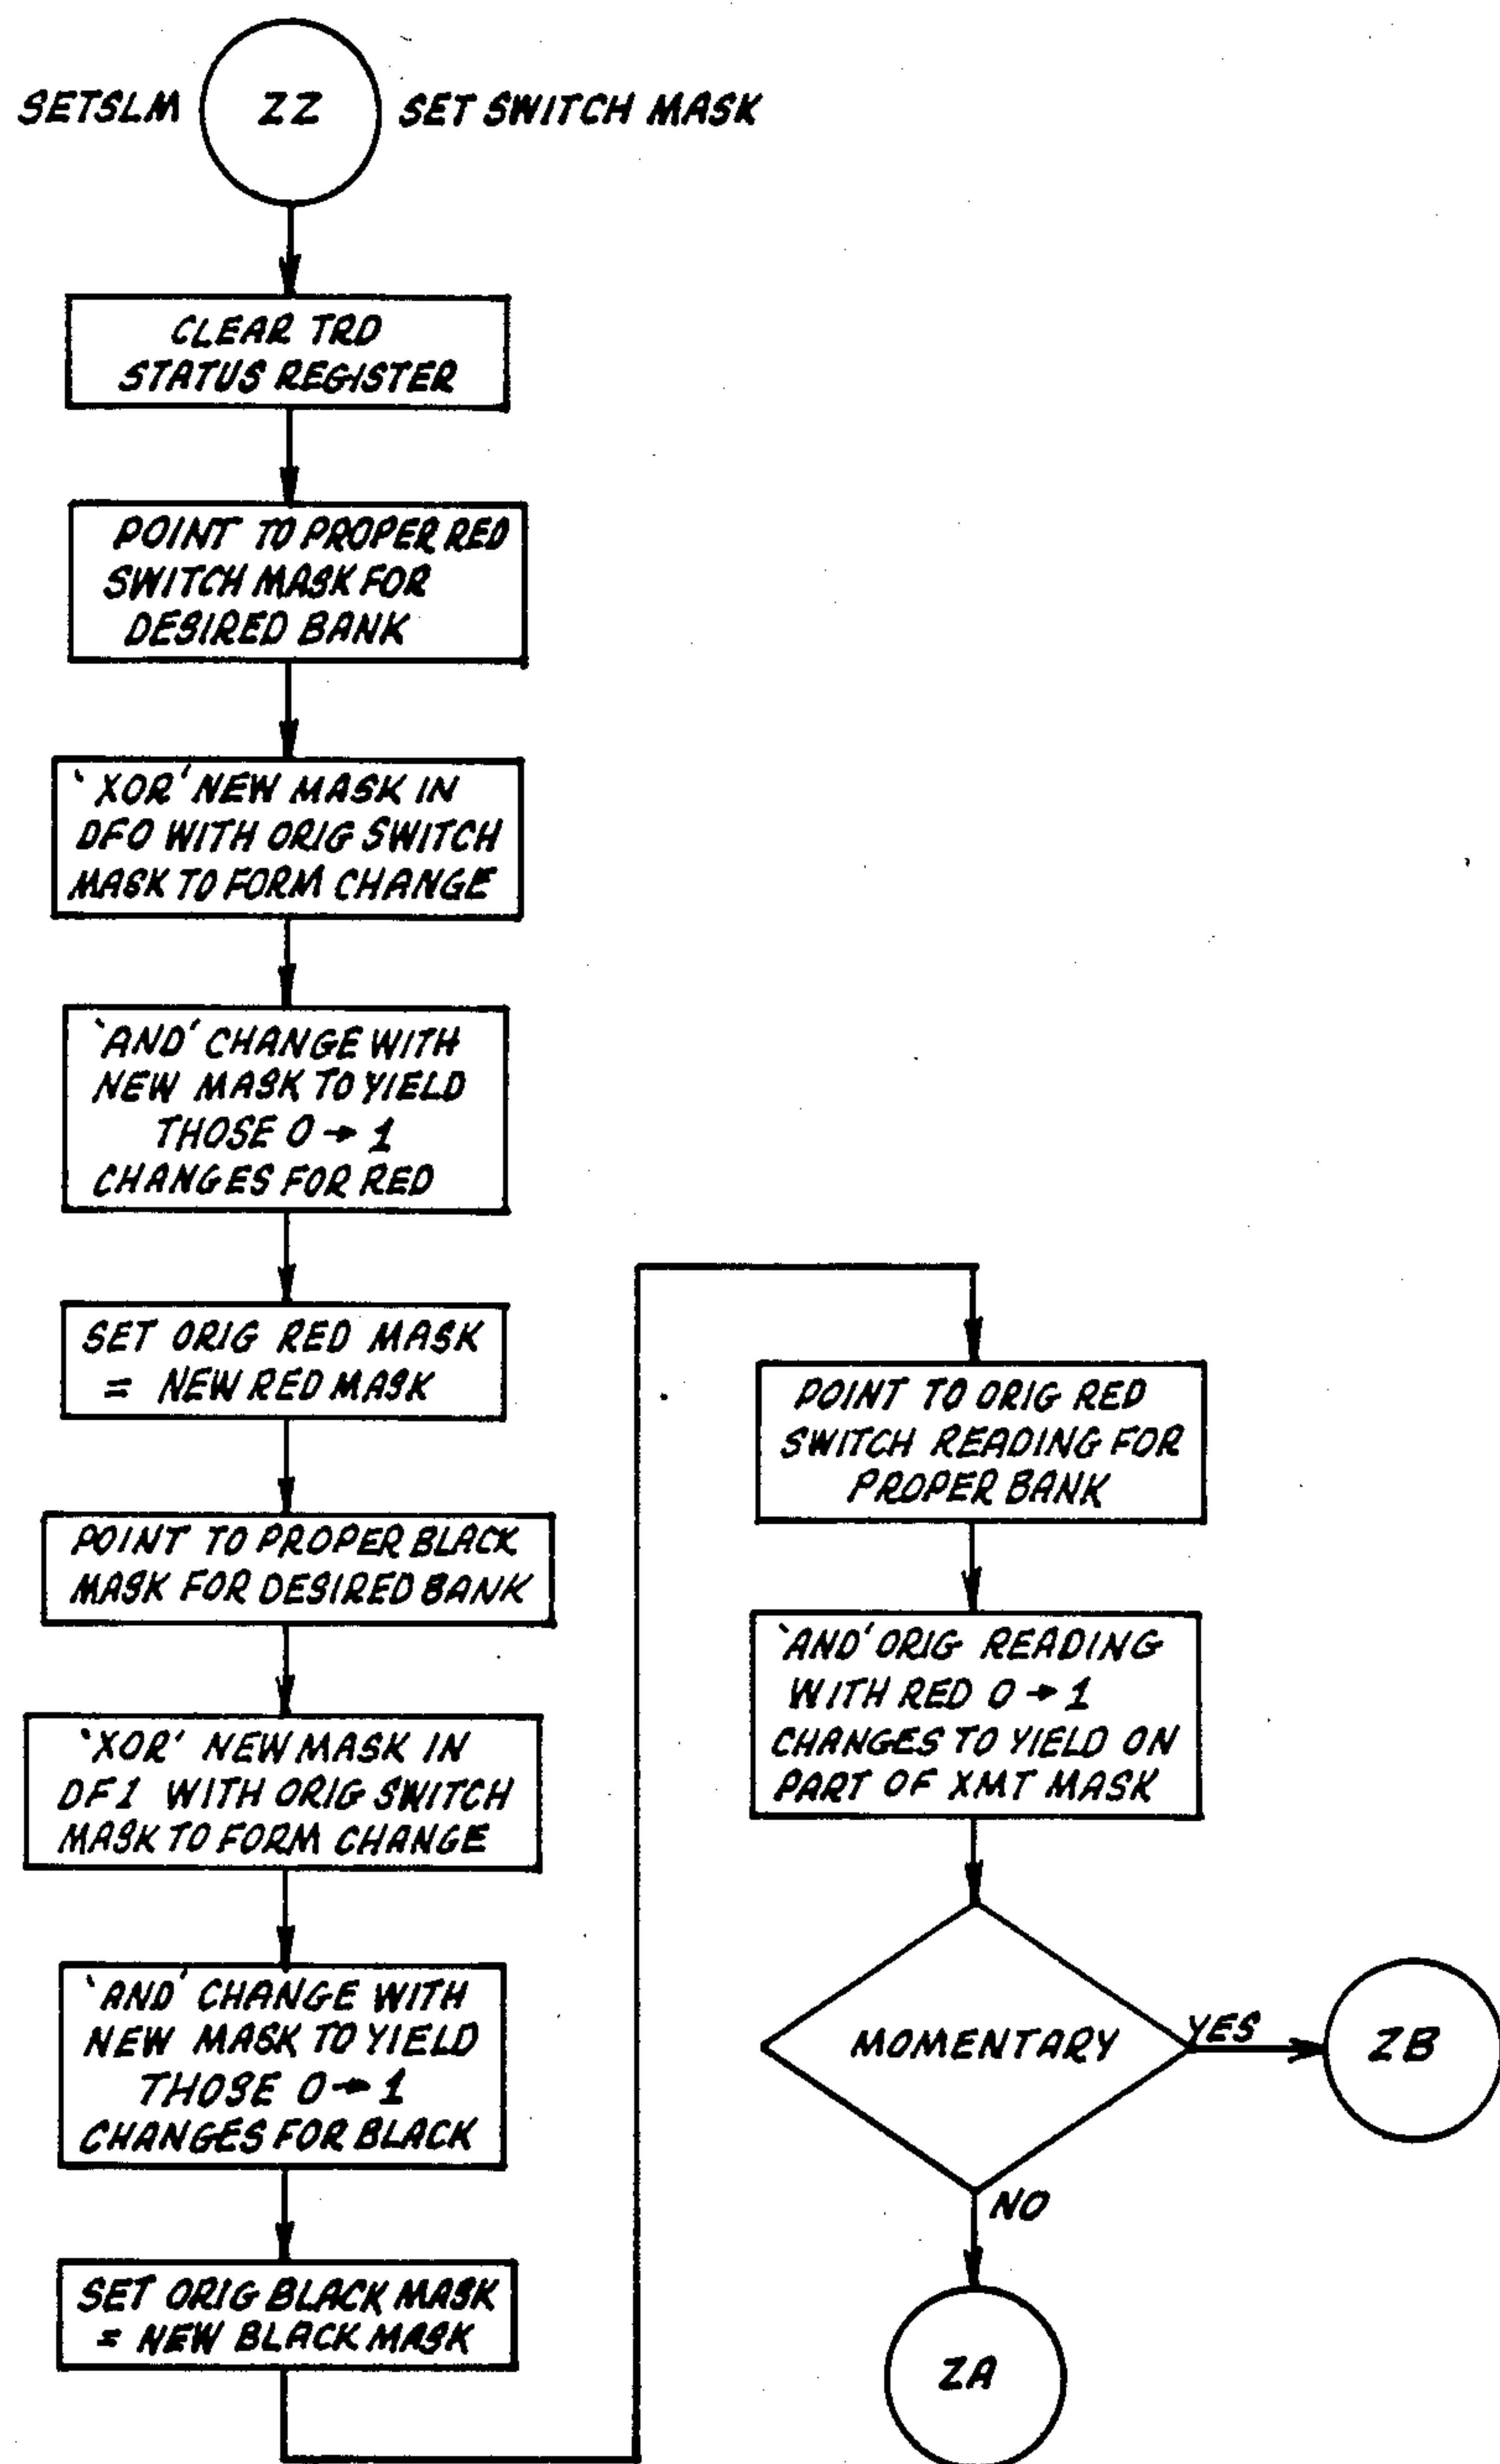 SETSLM ZZ SET SWITCH MASK
CLEAR TRD
STATUS REGISTER
POINT TO PROPER RED
SWITCH MASK FOR
DESIRED BANK
'XOR' NEW MASK IN
DF0 WITH ORIG SWITCH
MASK TO FORM CHANGE
'AND' CHANGE WITH
NEW MASK TO YIELD
THOSE 0 → 1
CHANGES FOR RED
SET ORIG RED MASK
= NEW RED MASK
POINT TO PROPER BLACK
MASK FOR DESIRED BANK
'XOR' NEW MASK IN
DF1 WITH ORIG SWITCH
MASK TO FORM CHANGE
'AND' CHANGE WITH
NEW MASK TO YIELD
THOSE 0 → 1
CHANGES FOR BLACK
SET ORIG BLACK MASK
= NEW BLACK MASK
POINT TO ORIG RED
SWITCH READING FOR
PROPER BANK
'AND' ORIG READING
WITH RED 0 → 1
CHANGES TO YIELD ON
PART OF XMT MASK
MOMENTARY
YES
ZB
NO
ZA